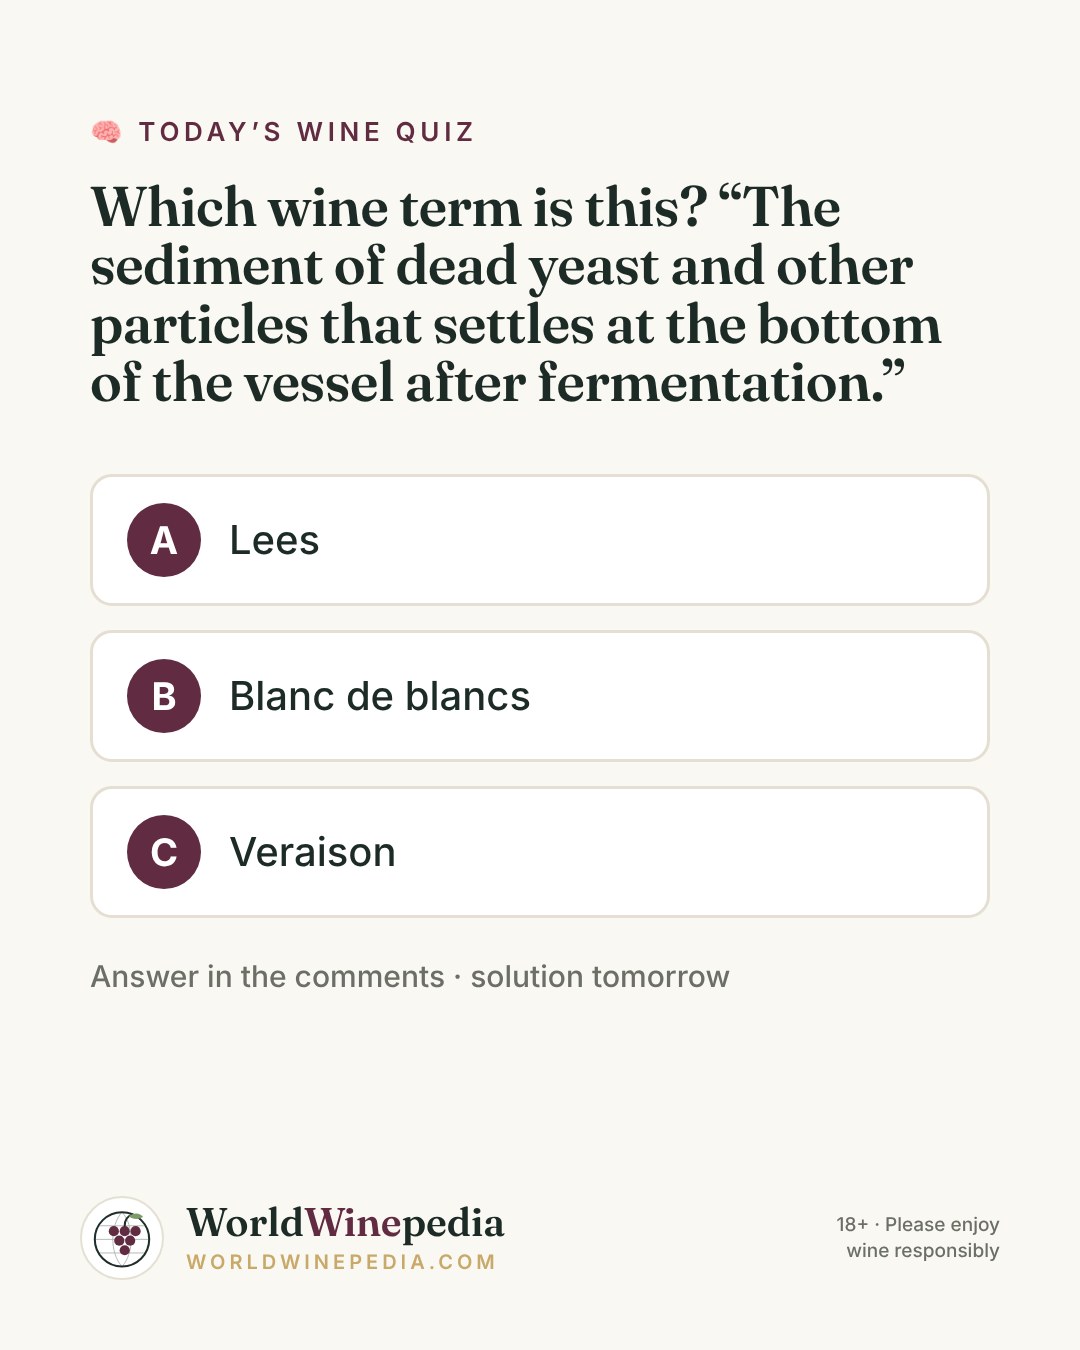 🧠 TODAY’S WINE QUIZ
Which wine term is this? “The
sediment of dead yeast and other
particles that settles at the bottom
of the vessel after fermentation.”
A Lees
B Blanc de blancs
C Veraison
Answer in the comments · solution tomorrow
WorldWinepedia
WORLDWINEPEDIA.COM
18+ · Please enjoy
wine responsibly